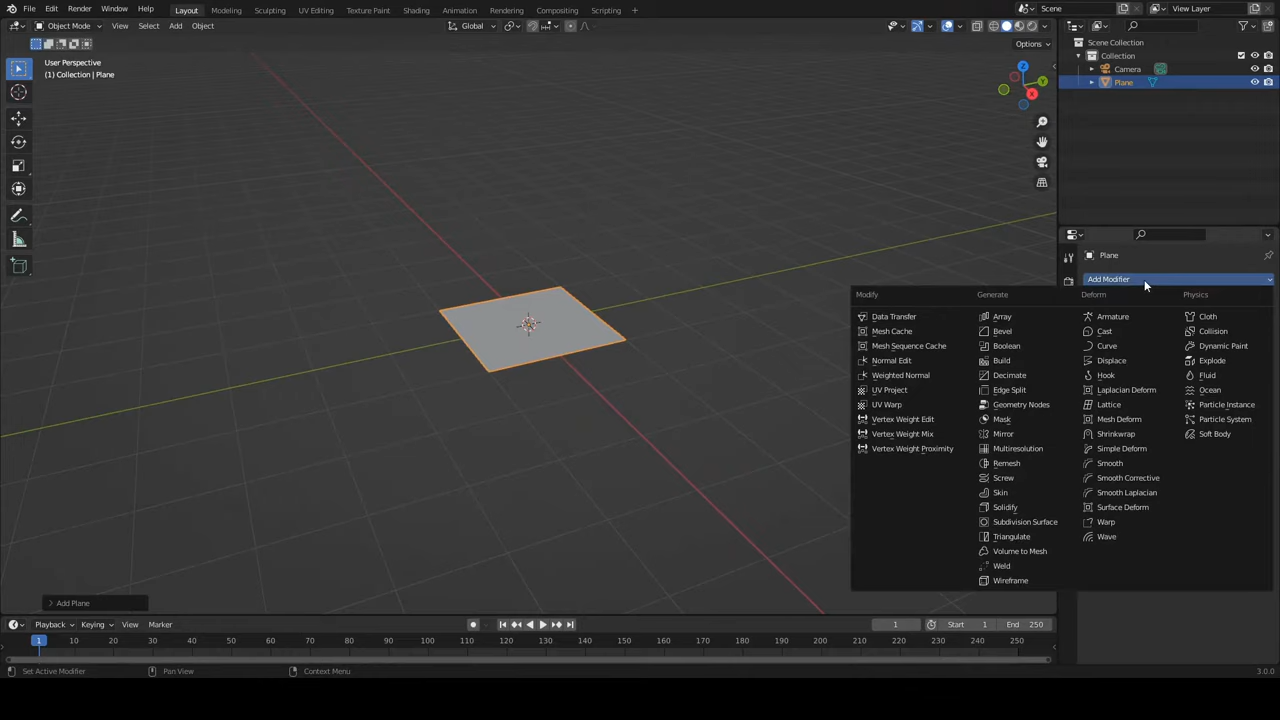 File Edit Render Window Help Layout Modeling Sculpting UV Editing Texture Paint Shading Animation Rendering Compositing Scripting + Scene View Layer
Object Mode View Select Add Object Global
Options
User Perspective
(1) Collection | Plane
Z
Y
X
Scene Collection
Collection
Camera
Plane
Plane
Add Modifier
Modify Generate Deform Physics
Data Transfer Array Armature Cloth
Mesh Cache Bevel Cast Collision
Mesh Sequence Cache Boolean Curve Dynamic Paint
Normal Edit Build Displace Explode
Weighted Normal Decimate Hook Fluid
UV Project Edge Split Laplacian Deform Ocean
UV Warp Geometry Nodes Lattice Particle Instance
Vertex Weight Edit Mask Mesh Deform Particle System
Vertex Weight Mix Mirror Shrinkwrap Soft Body
Vertex Weight Proximity Multiresolution Simple Deform
Remesh Smooth
Screw Smooth Corrective
Skin Smooth Laplacian
Solidify Surface Deform
Subdivision Surface Warp
Triangulate Wave
Volume to Mesh
Weld
Wireframe
Add Plane
Playback Keying View Marker 1 Start 1 End 250
1 10 20 30 40 50 60 70 80 90 100 110 120 130 140 150 160 170 180 190 200 210 220 230 240 250
Set Active Modifier Pan View Context Menu 3.0.0